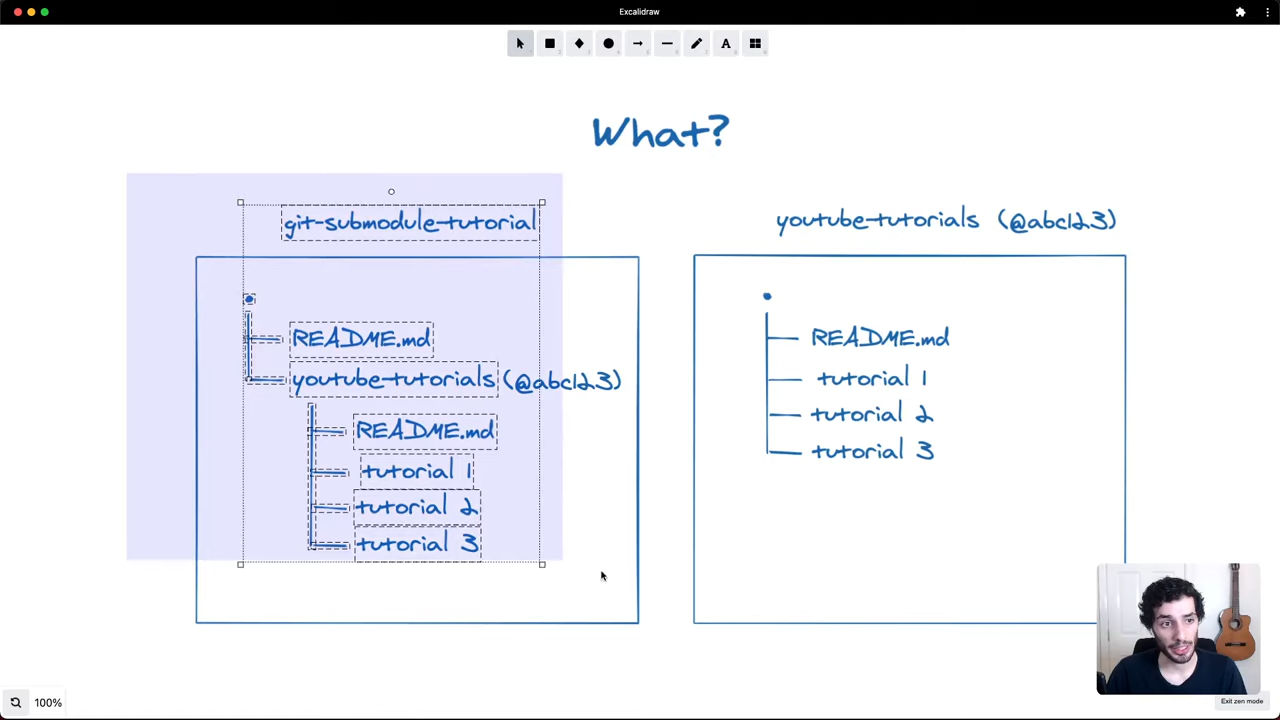 Excalidraw
What?
git-submodule-tutorial
README.md
youtube-tutorials (@abc123)
README.md
tutorial 1
tutorial 2
tutorial 3
youtube-tutorials (@abc123)
README.md
tutorial 1
tutorial 2
tutorial 3
A
100%
Exit zen mode